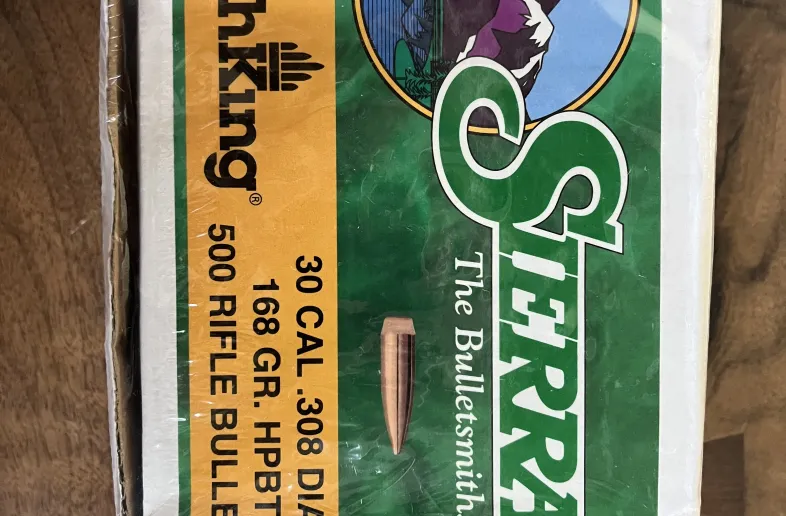 SIERRA
The Bulletsmith
hKing®
30 CAL .308 DIA
168 GR. HPBT
500 RIFLE BULLE